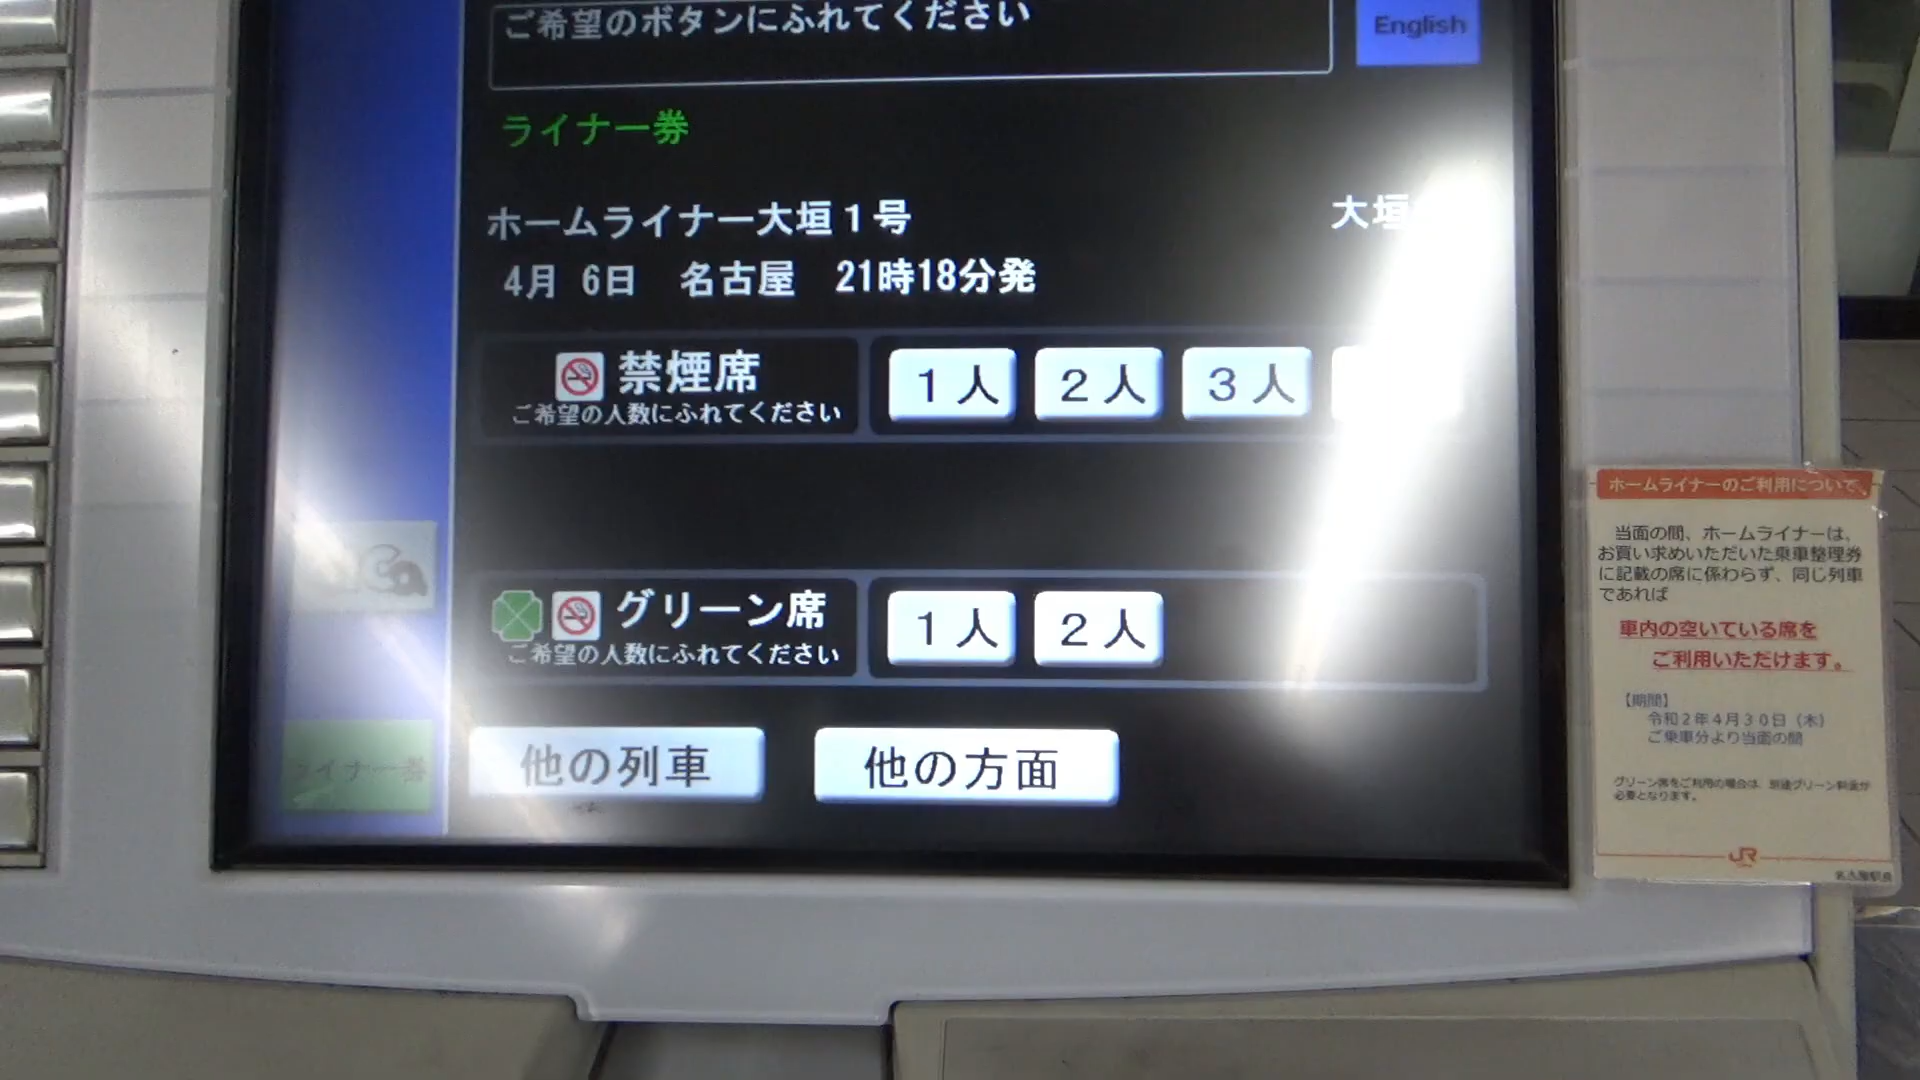 ご希望のボタンにふれてください
English
ライナー券
ホームライナー大垣1号 大垣
4月 6日 名古屋 21時18分発
禁煙席
ご希望の人数にふれてください
1人 2人 3人
グリーン席
ご希望の人数にふれてください
1人 2人
他の列車 他の方面
ライナー券
ホームライナーのご利用について
当面の間、ホームライナーは、
お買い求めいただいた乗車整理券
に記載の席に係わらず、同じ列車
であれば
車内の空いている席を
ご利用いただけます。
【期間】
令和2年4月30日（木）
ご乗車分より当面の間
グリーン席をご利用の場合は、別途グリーン料金が
必要となります。
JR
名古屋駅長